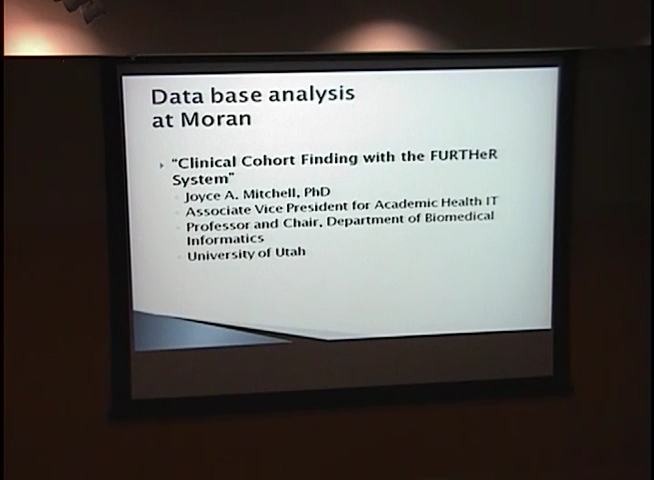 Data base analysis
at Moran
"Clinical Cohort Finding with the FURTHeR
System"
Joyce A. Mitchell, PhD
Associate Vice President for Academic Health IT
Professor and Chair, Department of Biomedical
Informatics
University of Utah